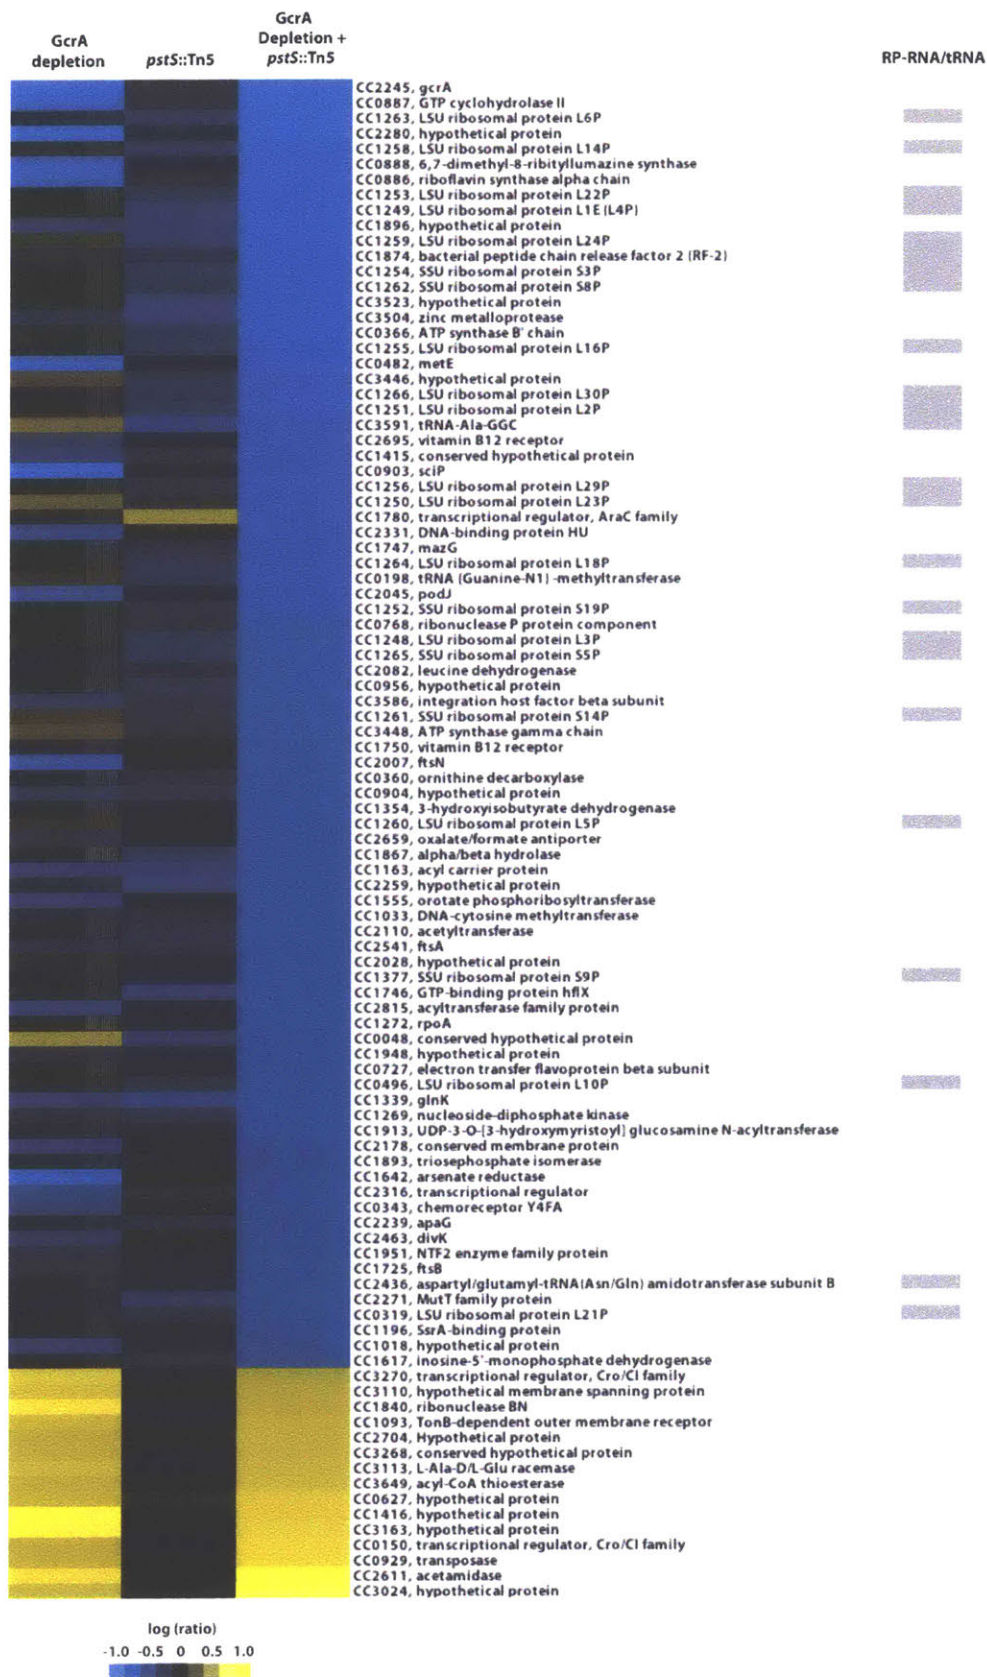 GcrA
depletion
pstS::Tn5
GcrA
Depletion +
pstS::Tn5
RP-RNA/tRNA
CC2245, gcrA
CC0887, GTP cyclohydrolase II
CC1263, LSU ribosomal protein L6P
CC2280, hypothetical protein
CC1258, LSU ribosomal protein L14P
CC0888, 6,7-dimethyl-8-ribityllumazine synthase
CC0886, riboflavin synthase alpha chain
CC1253, LSU ribosomal protein L22P
CC1249, LSU ribosomal protein L1E (L4P)
CC1896, hypothetical protein
CC1259, LSU ribosomal protein L24P
CC1874, bacterial peptide chain release factor 2 (RF-2)
CC1254, SSU ribosomal protein S3P
CC1262, SSU ribosomal protein S8P
CC3523, hypothetical protein
CC3504, zinc metalloprotease
CC0366, ATP synthase B' chain
CC1255, LSU ribosomal protein L16P
CC0482, metE
CC3446, hypothetical protein
CC1266, LSU ribosomal protein L30P
CC1251, LSU ribosomal protein L2P
CC3591, tRNA-Ala-GGC
CC2695, vitamin B12 receptor
CC1415, conserved hypothetical protein
CC0903, sciP
CC1256, LSU ribosomal protein L29P
CC1250, LSU ribosomal protein L23P
CC1780, transcriptional regulator, AraC family
CC2331, DNA-binding protein HU
CC1747, mazG
CC1264, LSU ribosomal protein L18P
CC0198, tRNA (Guanine-N1) -methyltransferase
CC2045, podJ
CC1252, SSU ribosomal protein S19P
CC0768, ribonuclease P protein component
CC1248, LSU ribosomal protein L3P
CC1265, SSU ribosomal protein S5P
CC2082, leucine dehydrogenase
CC0956, hypothetical protein
CC3586, integration host factor beta subunit
CC1261, SSU ribosomal protein S14P
CC3448, ATP synthase gamma chain
CC1750, vitamin B12 receptor
CC2007, ftsN
CC0360, ornithine decarboxylase
CC0904, hypothetical protein
CC1354, 3-hydroxyisobutyrate dehydrogenase
CC1260, LSU ribosomal protein L5P
CC2659, oxalate/formate antiporter
CC1867, alpha/beta hydrolase
CC1163, acyl carrier protein
CC2259, hypothetical protein
CC1555, orotate phosphoribosyltransferase
CC1033, DNA-cytosine methyltransferase
CC2110, acetyltransferase
CC2541, ftsA
CC2028, hypothetical protein
CC1377, SSU ribosomal protein S9P
CC1746, GTP-binding protein hflX
CC2815, acyltransferase family protein
CC1272, rpoA
CC0048, conserved hypothetical protein
CC1948, hypothetical protein
CC0727, electron transfer flavoprotein beta subunit
CC0496, LSU ribosomal protein L10P
CC1339, glnK
CC1269, nucleoside-diphosphate kinase
CC1913, UDP-3-O-[3-hydroxymyristoyl] glucosamine N-acyltransferase
CC2178, conserved membrane protein
CC1893, triosephosphate isomerase
CC1642, arsenate reductase
CC2316, transcriptional regulator
CC0343, chemoreceptor Y4FA
CC2239, apaG
CC2463, divK
CC1951, NTF2 enzyme family protein
CC1725, ftsB
CC2436, aspartyl/glutamyl-tRNA(Asn/Gln) amidotransferase subunit B
CC2271, MutT family protein
CC0319, LSU ribosomal protein L21P
CC1196, SsrA-binding protein
CC1018, hypothetical protein
CC1617, inosine-5'-monophosphate dehydrogenase
CC3270, transcriptional regulator, Cro/CI family
CC3110, hypothetical membrane spanning protein
CC1840, ribonuclease BN
CC1093, TonB-dependent outer membrane receptor
CC2704, Hypothetical protein
CC3268, conserved hypothetical protein
CC3113, L-Ala-D/L-Glu racemase
CC3649, acyl-CoA thioesterase
CC0627, hypothetical protein
CC1416, hypothetical protein
CC3163, hypothetical protein
CC0150, transcriptional regulator, Cro/CI family
CC0929, transposase
CC2611, acetamidase
CC3024, hypothetical protein
log (ratio)
-1.0 -0.5 0 0.5 1.0